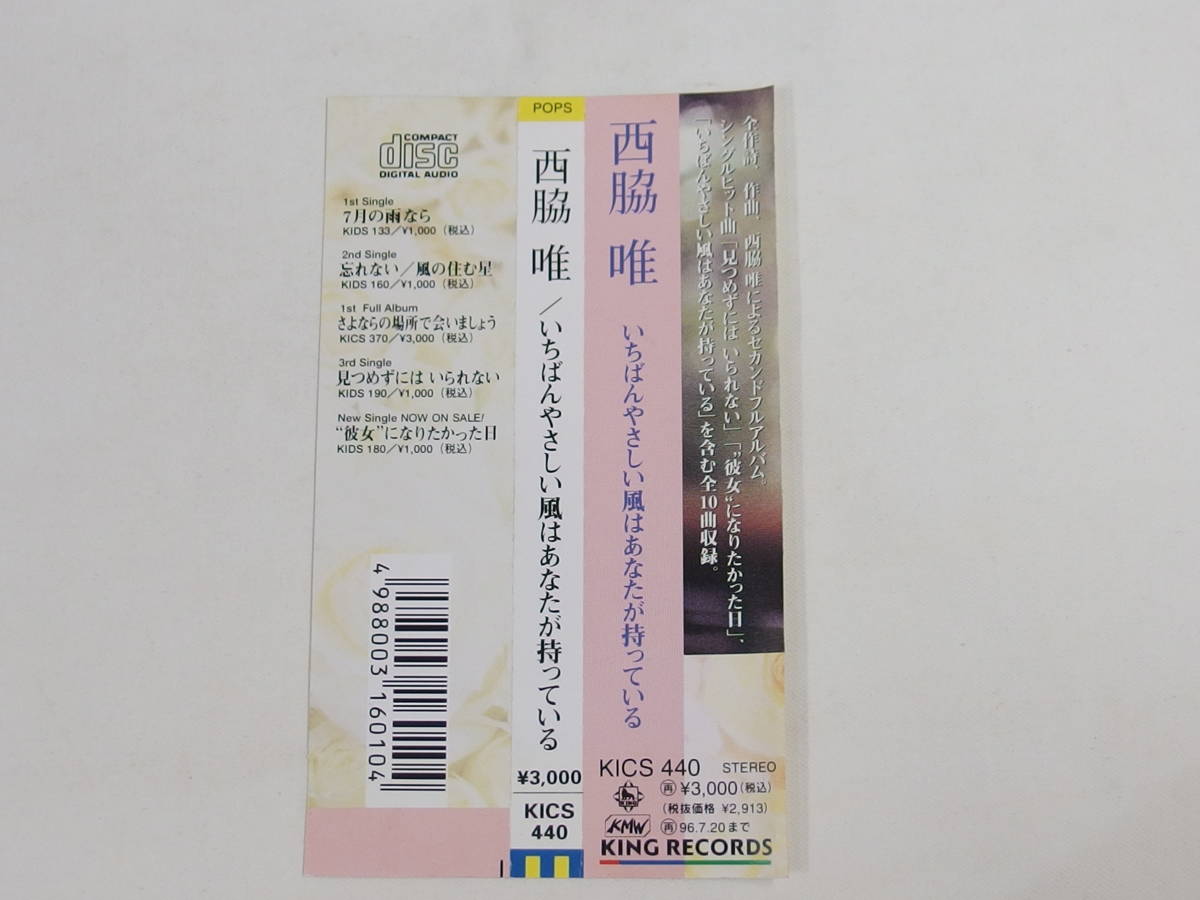 COMPACT
disc
DIGITAL AUDIO
1st Single
7月の雨なら
KIDS 133/¥1,000(税込)
2nd Single
忘れない/風の住む星
KIDS 160/¥1,000(税込)
1st Full Album
さよならの場所で会いましょう
KICS 370/¥3,000(税込)
3rd Single
見つめずには いられない
KIDS 190/¥1,000(税込)
New Single NOW ON SALE!
“彼女”になりたかった日
KIDS 180/¥1,000(税込)
4 988003 160104
POPS
西脇 唯/いちばんやさしい風はあなたが持っている
¥3,000
KICS
440
西脇 唯
いちばんやさしい風はあなたが持っている
全作詩、作曲、西脇 唯によるセカンドフルアルバム。
シングルヒット曲「見つめずには いられない」「“彼女”になりたかった日」、
「いちばんやさしい風はあなたが持っている」を含む全10曲収録。
KICS 440 STEREO
KING
再 ¥3,000(税込)
(税抜価格 ¥2,913)
KMW
再 96.7.20まで
KING RECORDS